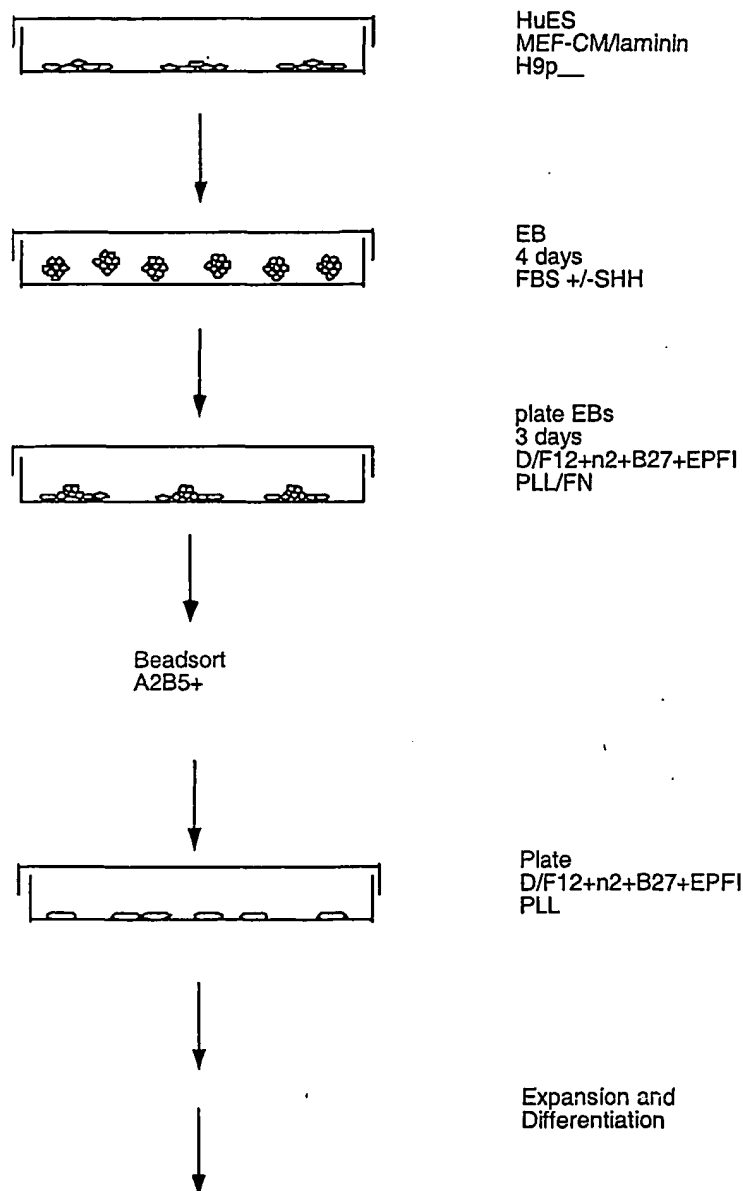 HuES
MEF-CM/laminin
H9p__
EB
4 days
FBS +/-SHH
plate EBs
3 days
D/F12+n2+B27+EPFI
PLL/FN
Beadsort
A2B5+
Plate
D/F12+n2+B27+EPFI
PLL
Expansion and
Differentiation